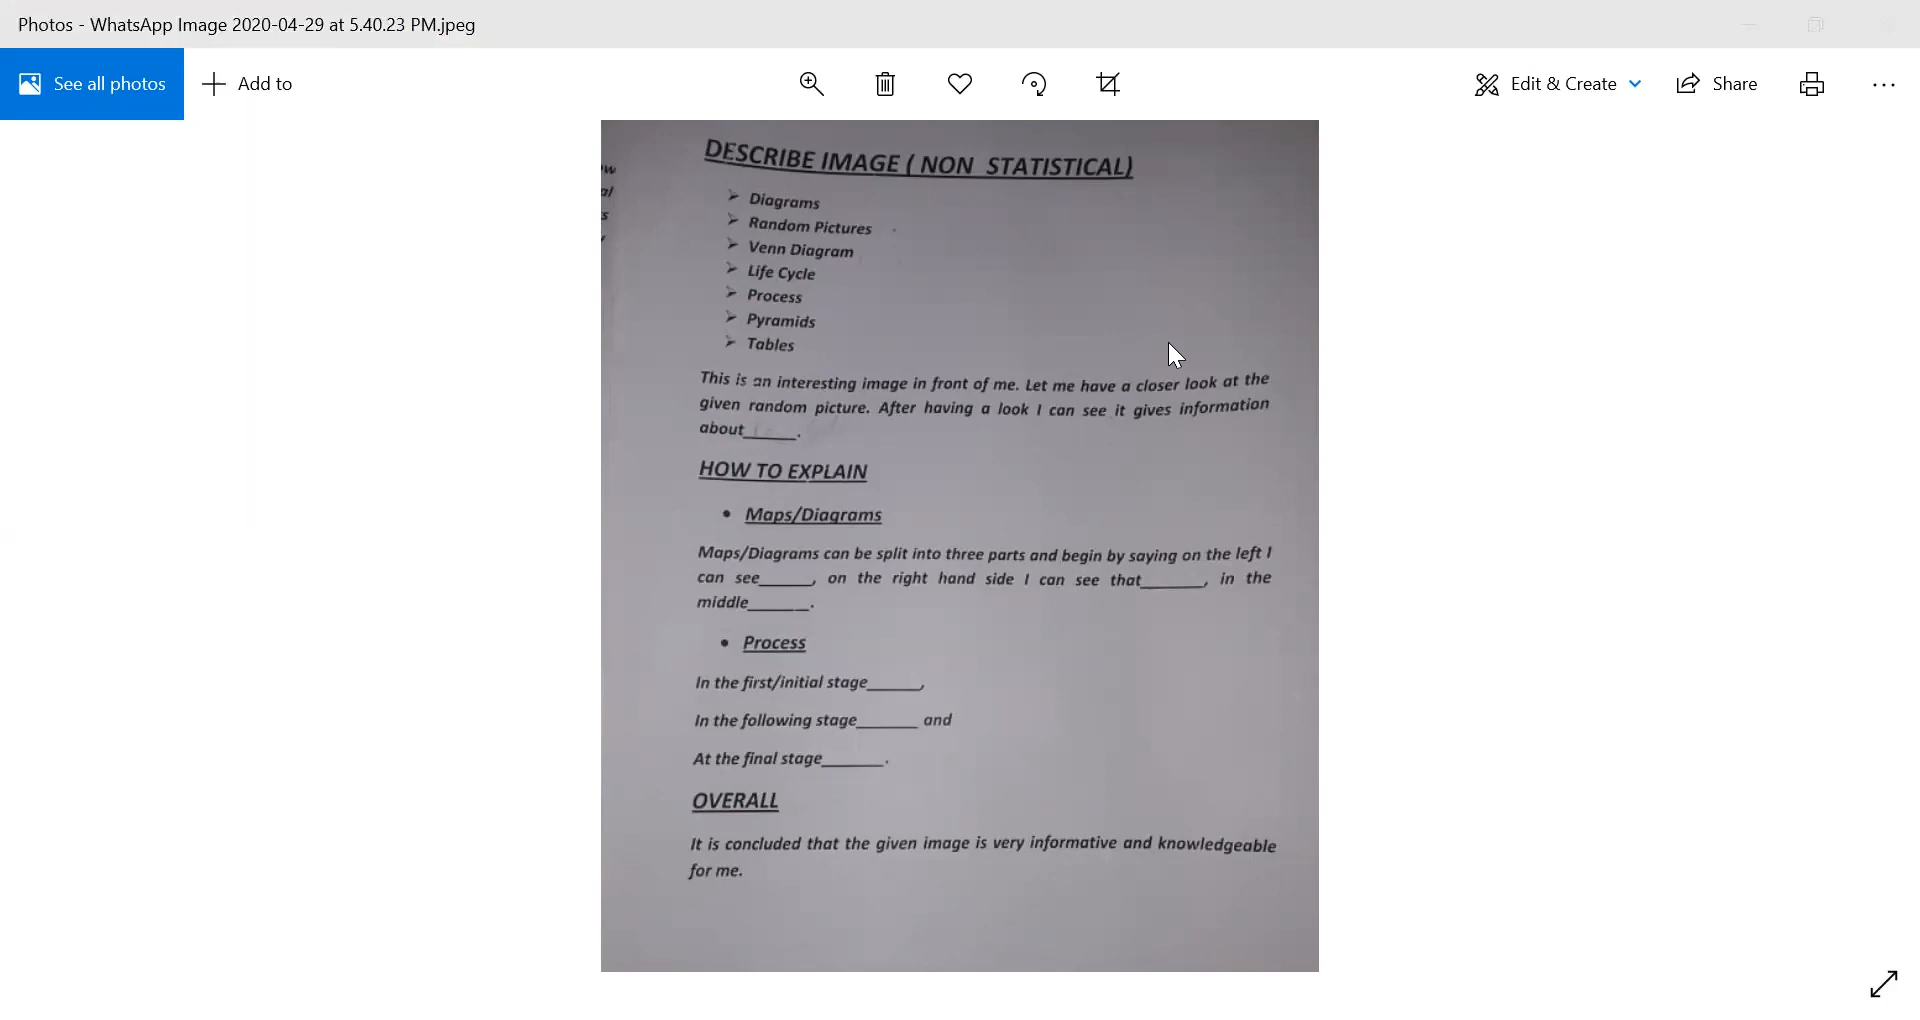 Photos - WhatsApp Image 2020-04-29 at 5.40.23 PM.jpeg
See all photos
Add to
Edit & Create
Share
DESCRIBE IMAGE ( NON STATISTICAL)
➢ Diagrams
➢ Random Pictures
➢ Venn Diagram
➢ Life Cycle
➢ Process
➢ Pyramids
➢ Tables
This is an interesting image in front of me. Let me have a closer look at the
given random picture. After having a look I can see it gives information
about______.
HOW TO EXPLAIN
• Maps/Diagrams
Maps/Diagrams can be split into three parts and begin by saying on the left I
can see______, on the right hand side I can see that_______, in the
middle_______.
• Process
In the first/initial stage______,
In the following stage_______ and
At the final stage_______.
OVERALL
It is concluded that the given image is very informative and knowledgeable
for me.